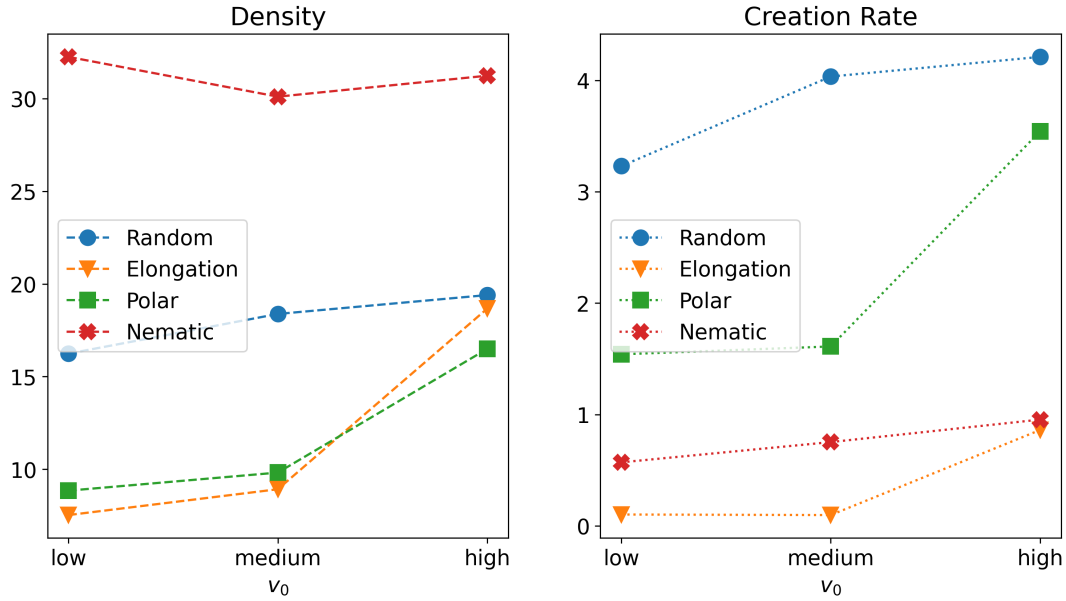 Density
30
25
20
15
10
Random
Elongation
Polar
Nematic
low
medium
high
v₀
Creation Rate
4
3
2
1
0
Random
Elongation
Polar
Nematic
low
medium
high
v₀